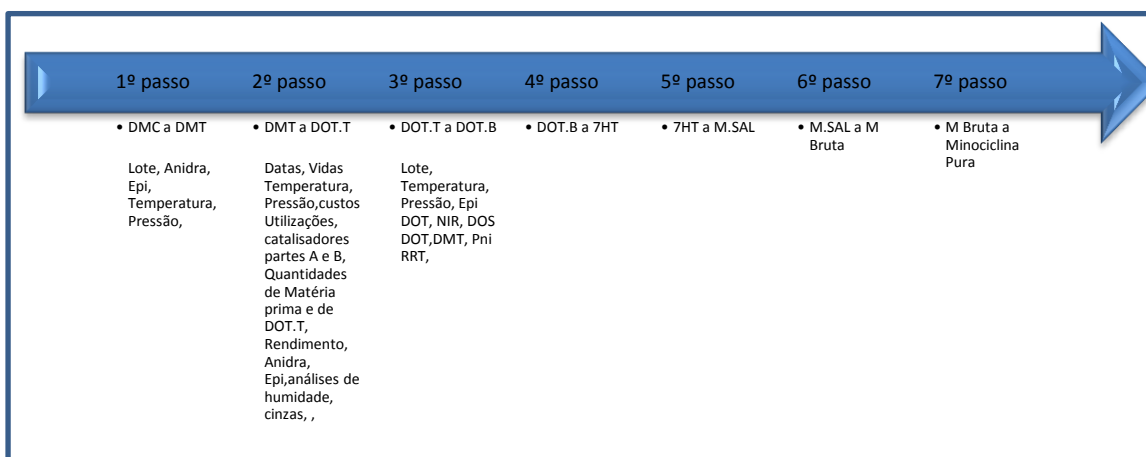 1º passo
2º passo
3º passo
4º passo
5º passo
6º passo
7º passo
• DMC a DMT
Lote, Anidra,
Epi,
Temperatura,
Pressão,
• DMT a DOT.T
Datas, Vidas
Temperatura,
Pressão,custos
Utilizações,
catalisadores
partes A e B,
Quantidades
de Matéria
prima e de
DOT.T,
Rendimento,
Anidra,
Epi,análises de
humidade,
cinzas, ,
• DOT.T a DOT.B
Lote,
Temperatura,
Pressão, Epi
DOT, NIR, DOS
DOT,DMT, Pni
RRT,
• DOT.B a 7HT
• 7HT a M.SAL
• M.SAL a M
Bruta
• M Bruta a
Minociclina
Pura